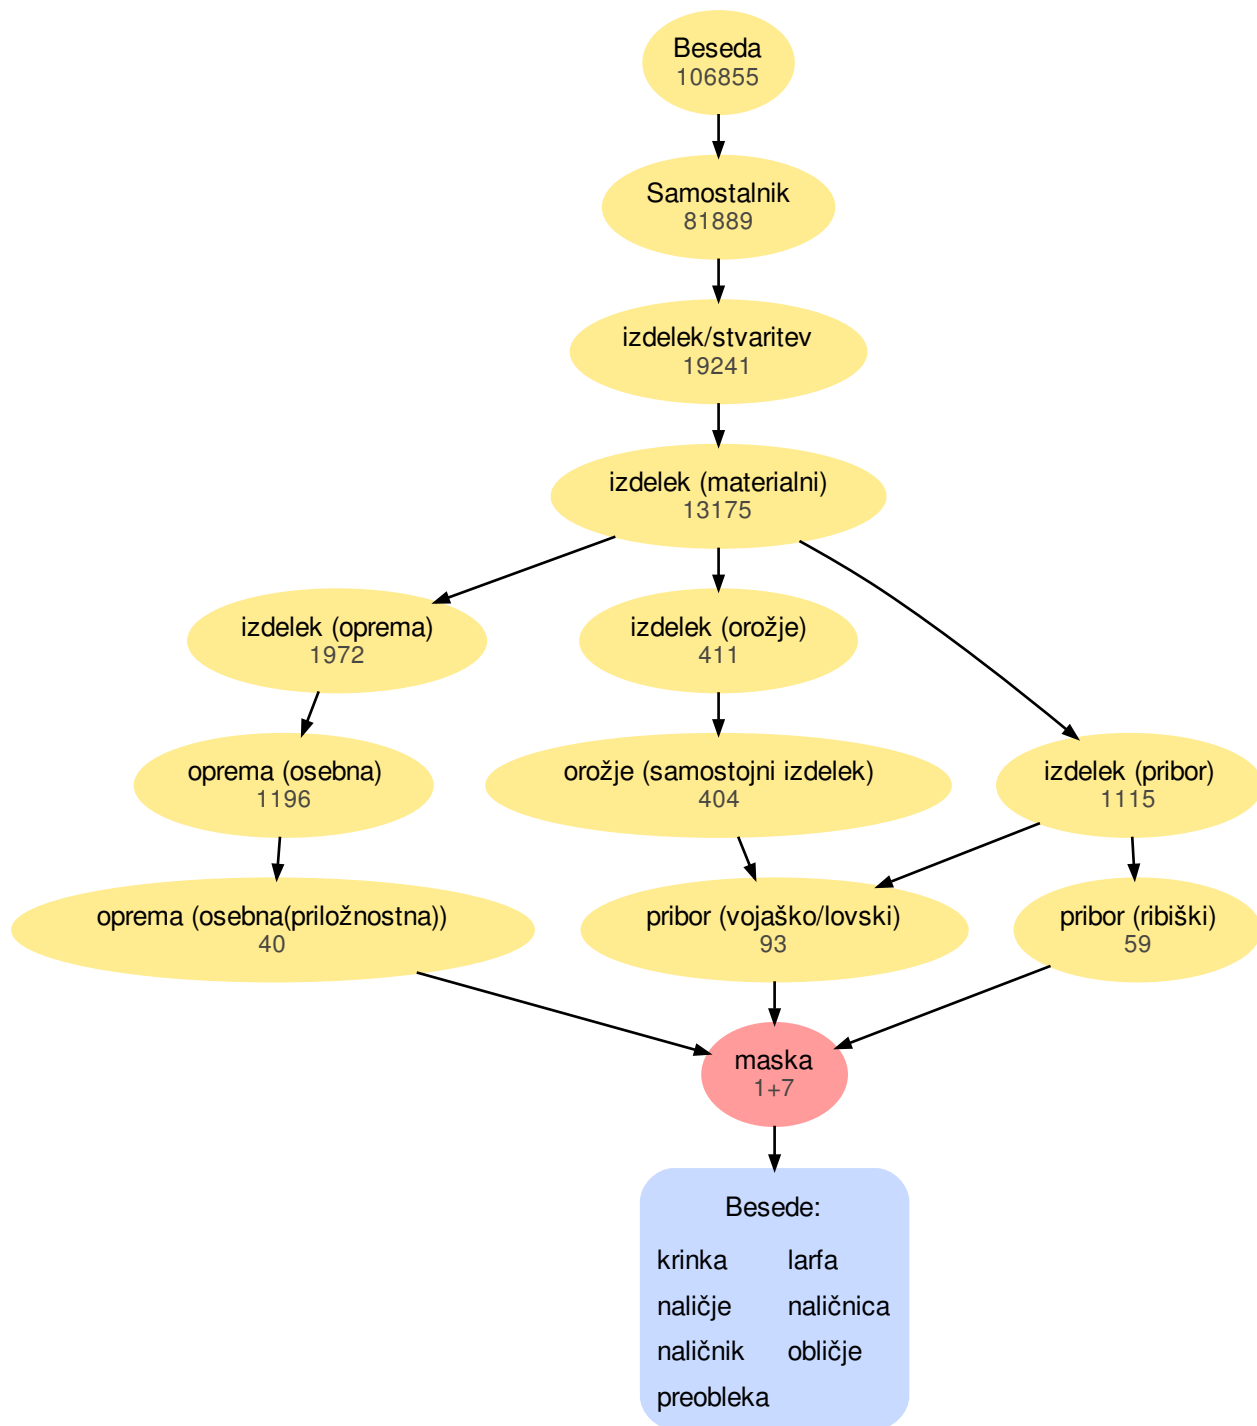 Beseda
106855
Samostalnik
81889
izdelek/stvaritev
19241
izdelek (materialni)
13175
izdelek (oprema)
1972
izdelek (orožje)
411
oprema (osebna)
1196
orožje (samostojni izdelek)
404
izdelek (pribor)
1115
oprema (osebna(priložnostna))
40
pribor (vojaško/lovski)
93
pribor (ribiški)
59
maska
1+7
Besede:
krinka larfa
naličje naličnica
naličnik obličje
preobleka